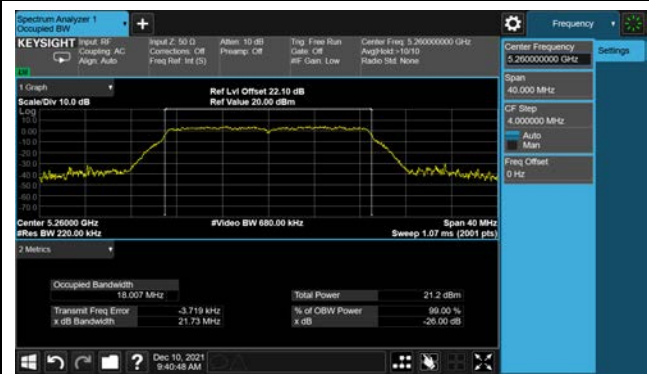 Spectrum Analyzer 1
Occupied BW
Frequency
KEYSIGHT
Input: RF
Coupling: AC
Align: Auto
Input Z: 50 Ω
Corrections: Off
Freq Ref: Int (S)
Atten: 10 dB
Preamp: Off
Trig: Free Run
Gate: Off
#IF Gain: Low
Center Freq: 5.260000000 GHz
Avg|Hold:>10/10
Radio Std: None
Center Frequency
5.260000000 GHz
Settings
Span
40.000 MHz
CF Step
4.000000 MHz
Auto
Man
Freq Offset
0 Hz
1 Graph
Scale/Div 10.0 dB
Ref Lvl Offset 22.10 dB
Ref Value 20.00 dBm
Log
10.0
0.00
-10.0
-20.0
-30.0
-40.0
-50.0
-60.0
-70.0
Center 5.26000 GHz
#Video BW 680.00 kHz
Span 40 MHz
#Res BW 220.00 kHz
Sweep 1.07 ms (2001 pts)
2 Metrics
Occupied Bandwidth
18.007 MHz
Total Power 21.2 dBm
Transmit Freq Error -3.719 kHz
% of OBW Power 99.00 %
x dB Bandwidth 21.73 MHz
x dB -26.00 dB
Dec 10, 2021
9:40:48 AM